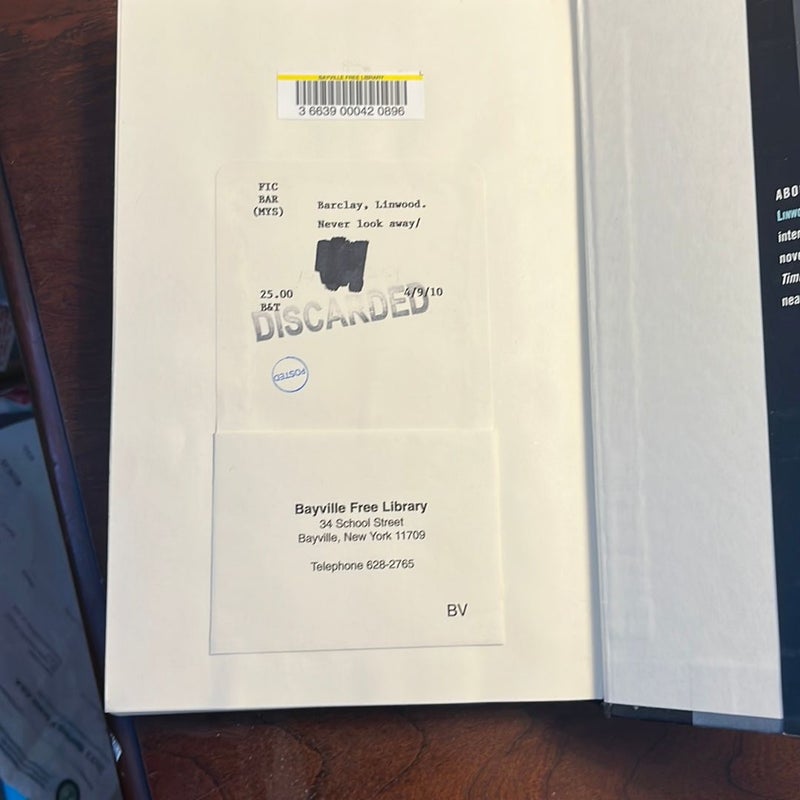 BAYVILLE FREE LIBRARY
3 6639 00042 0896
FIC
BAR
(MYS)
Barclay, Linwood.
Never look away/
25.00
4/9/10
B&T
DISCARDED
POSTED
Bayville Free Library
34 School Street
Bayville, New York 11709
Telephone 628-2765
BV
ABO
LINWO
inter
nove
Tim
nea